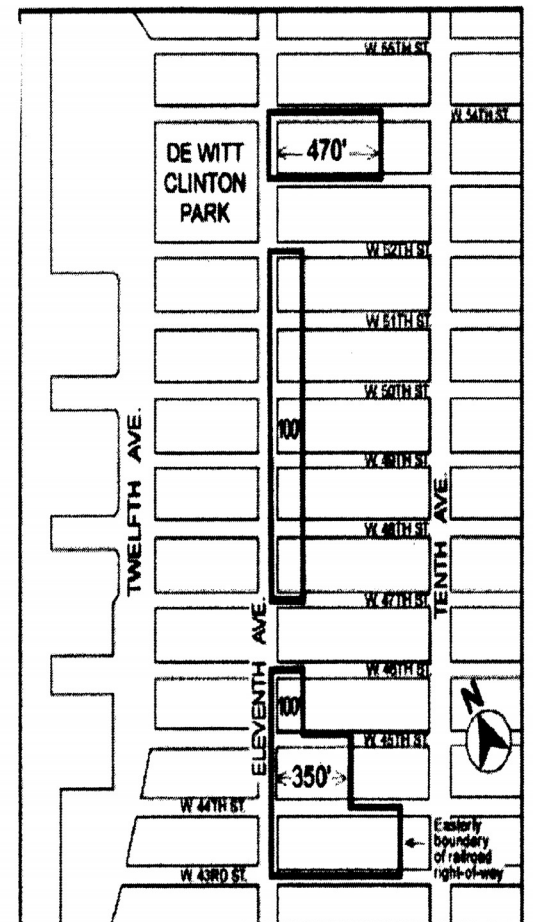 W. 55TH ST.
W. 54TH ST.
DE WITT
CLINTON
PARK
470'
W. 52TH ST.
W. 51TH ST.
W. 50TH ST.
100'
W. 49TH ST.
W. 48TH ST.
TWELFTH AVE.
TENTH AVE.
W. 47TH ST.
ELEVENTH AVE.
W. 46TH ST.
100'
N
W. 45TH ST.
350'
W. 44TH ST.
Easterly
boundary
of railroad
right-of-way
W. 43RD ST.